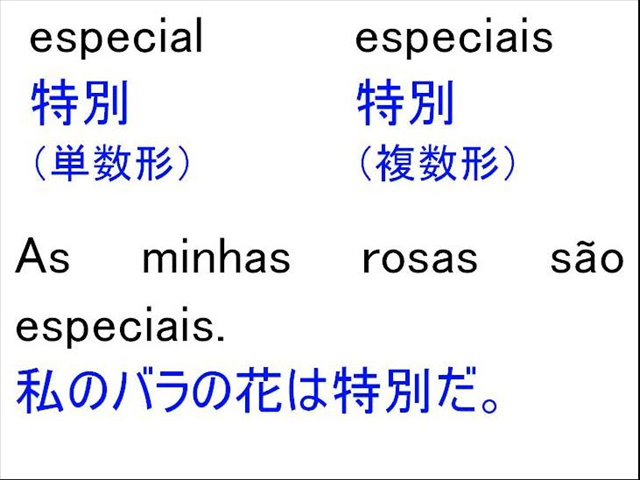 especial especiais
特別 特別
（単数形） （複数形）
As minhas rosas são
especiais.
私のバラの花は特別だ。